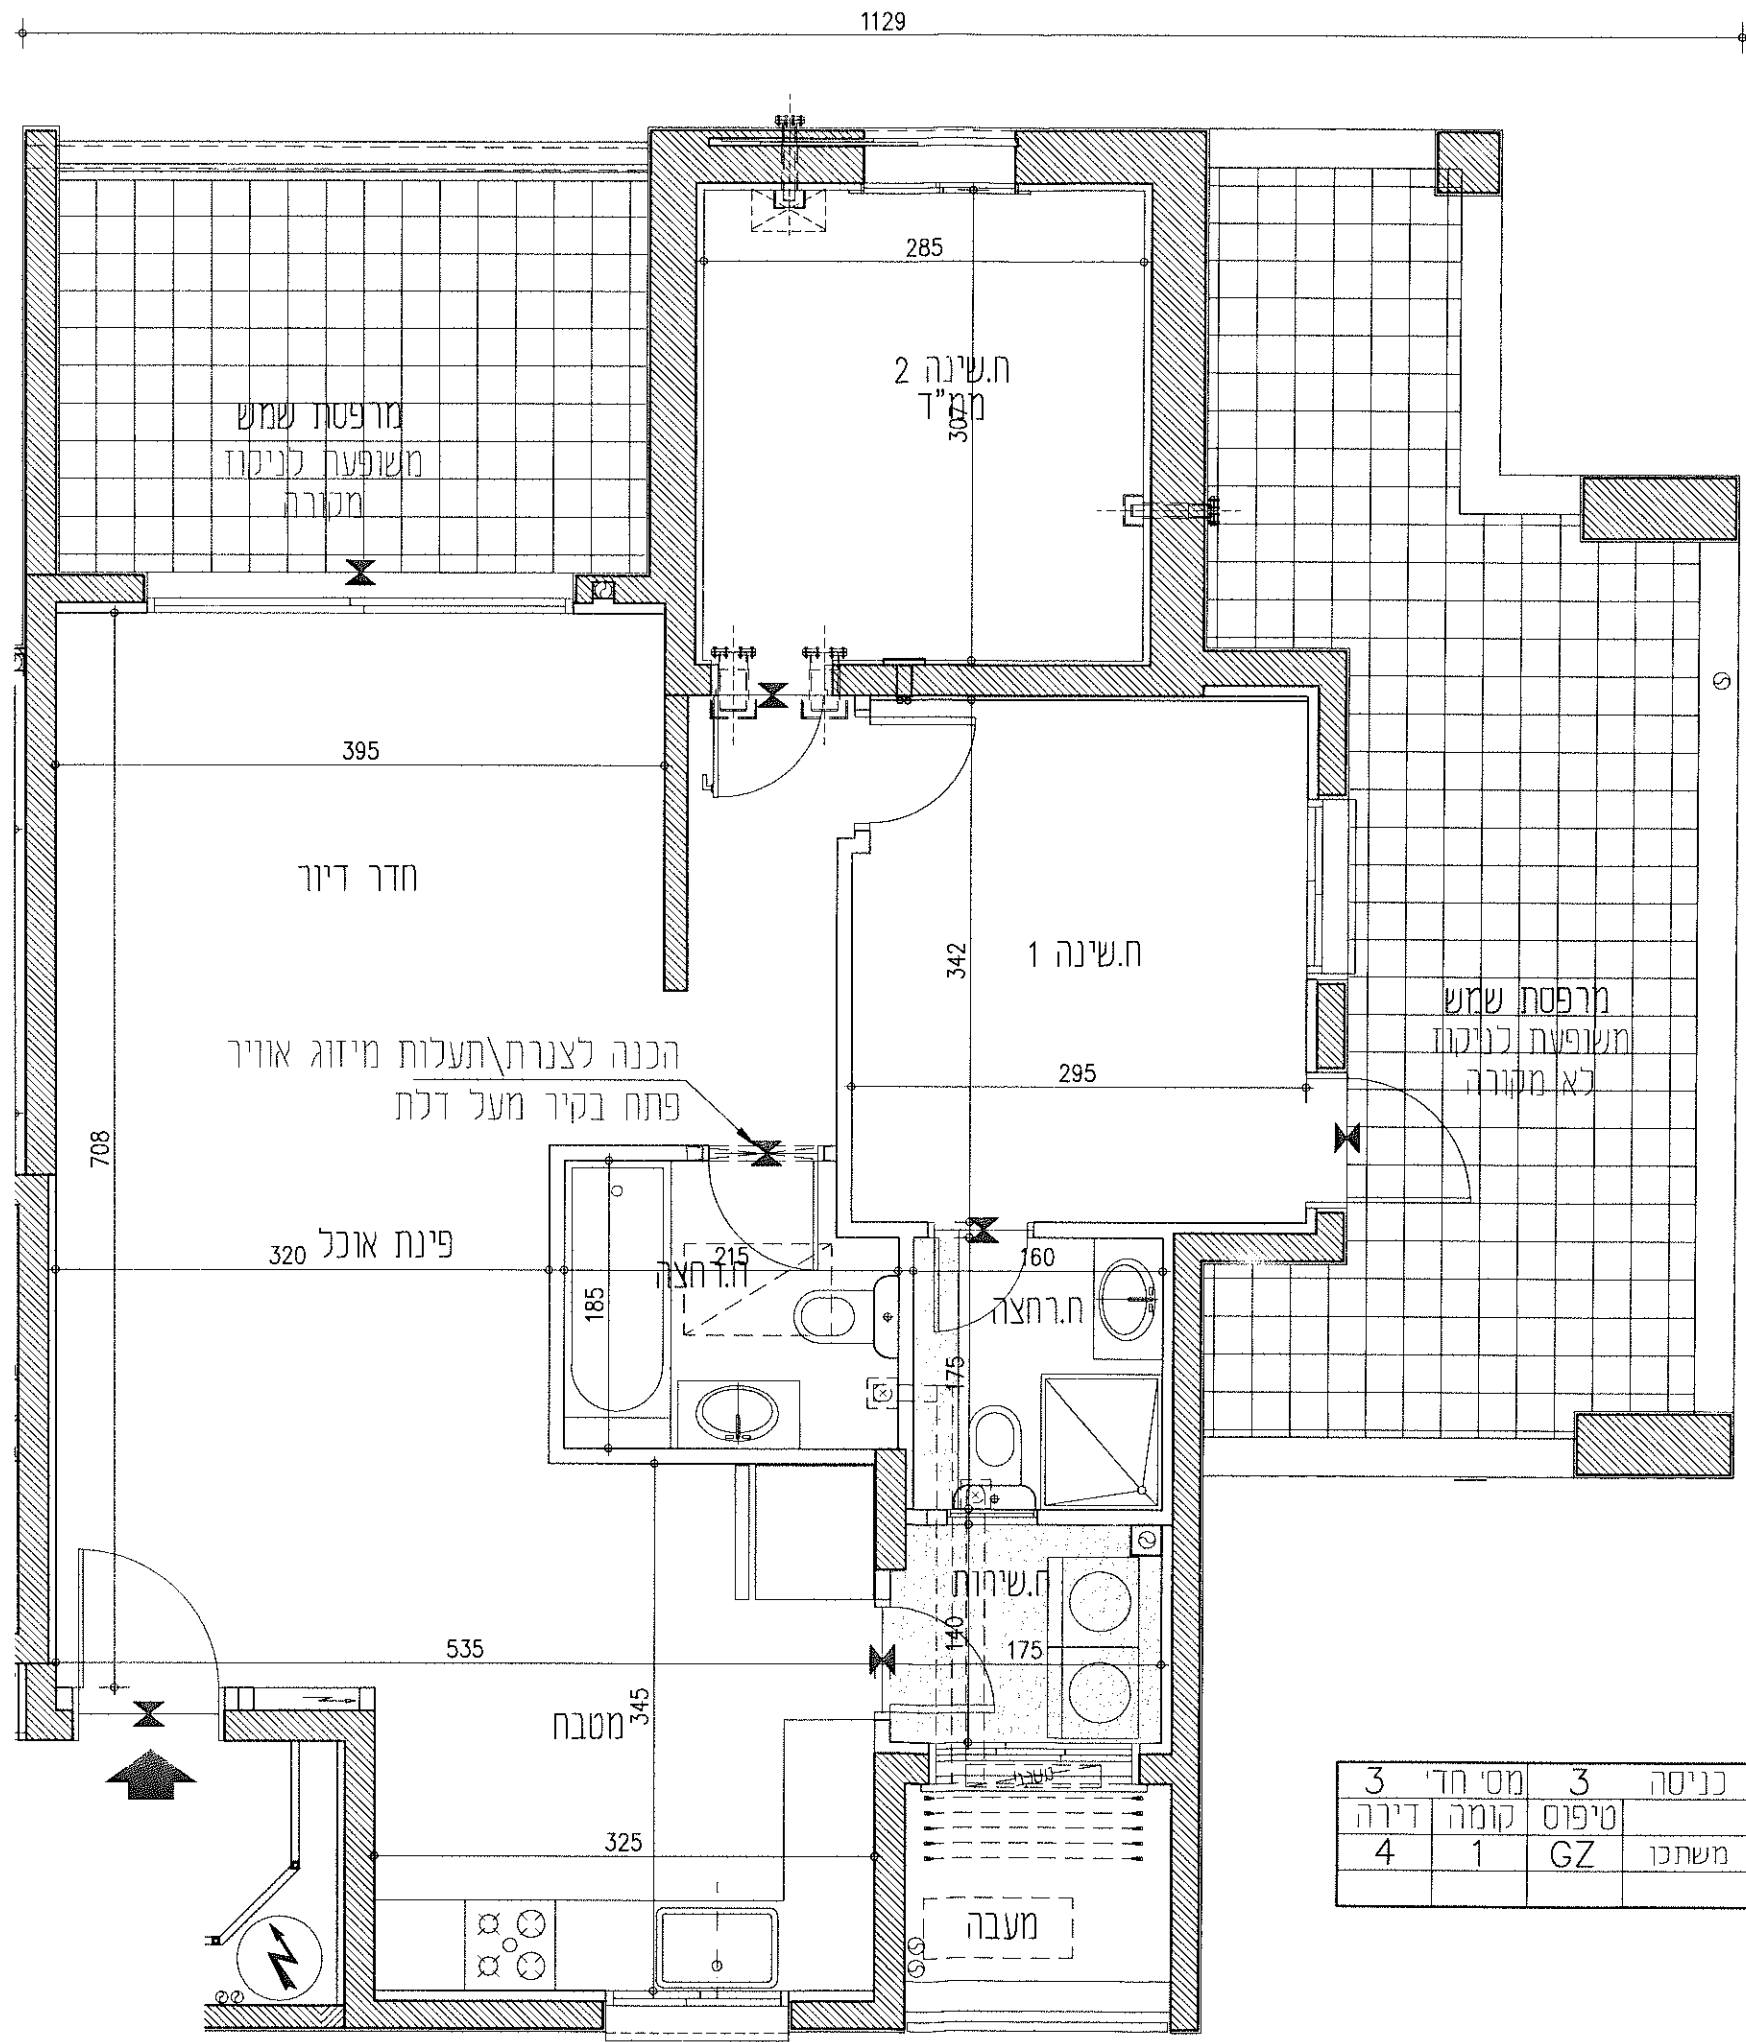 1129
285
ח.שינה 2
ממ"ד
307
מרפסת שמש
משופעת לניקוז
מקורה
395
חדר דיור
342
ח.שינה 1
מרפסת שמש
משופעת לניקוז
לא מקורה
הכנה לצנרת\תעלות מיזוג אוויר
פתח בקיר מעל דלת
295
708
פינת אוכל
320
215
ח.רחצה
185
160
ח.רחצה
175
ח.שירות
140
175
535
345
מטבח
325
מעבה
כניסה 3 מס' חד' 3
טיפוס קומה דירה
משתכן GZ 1 4